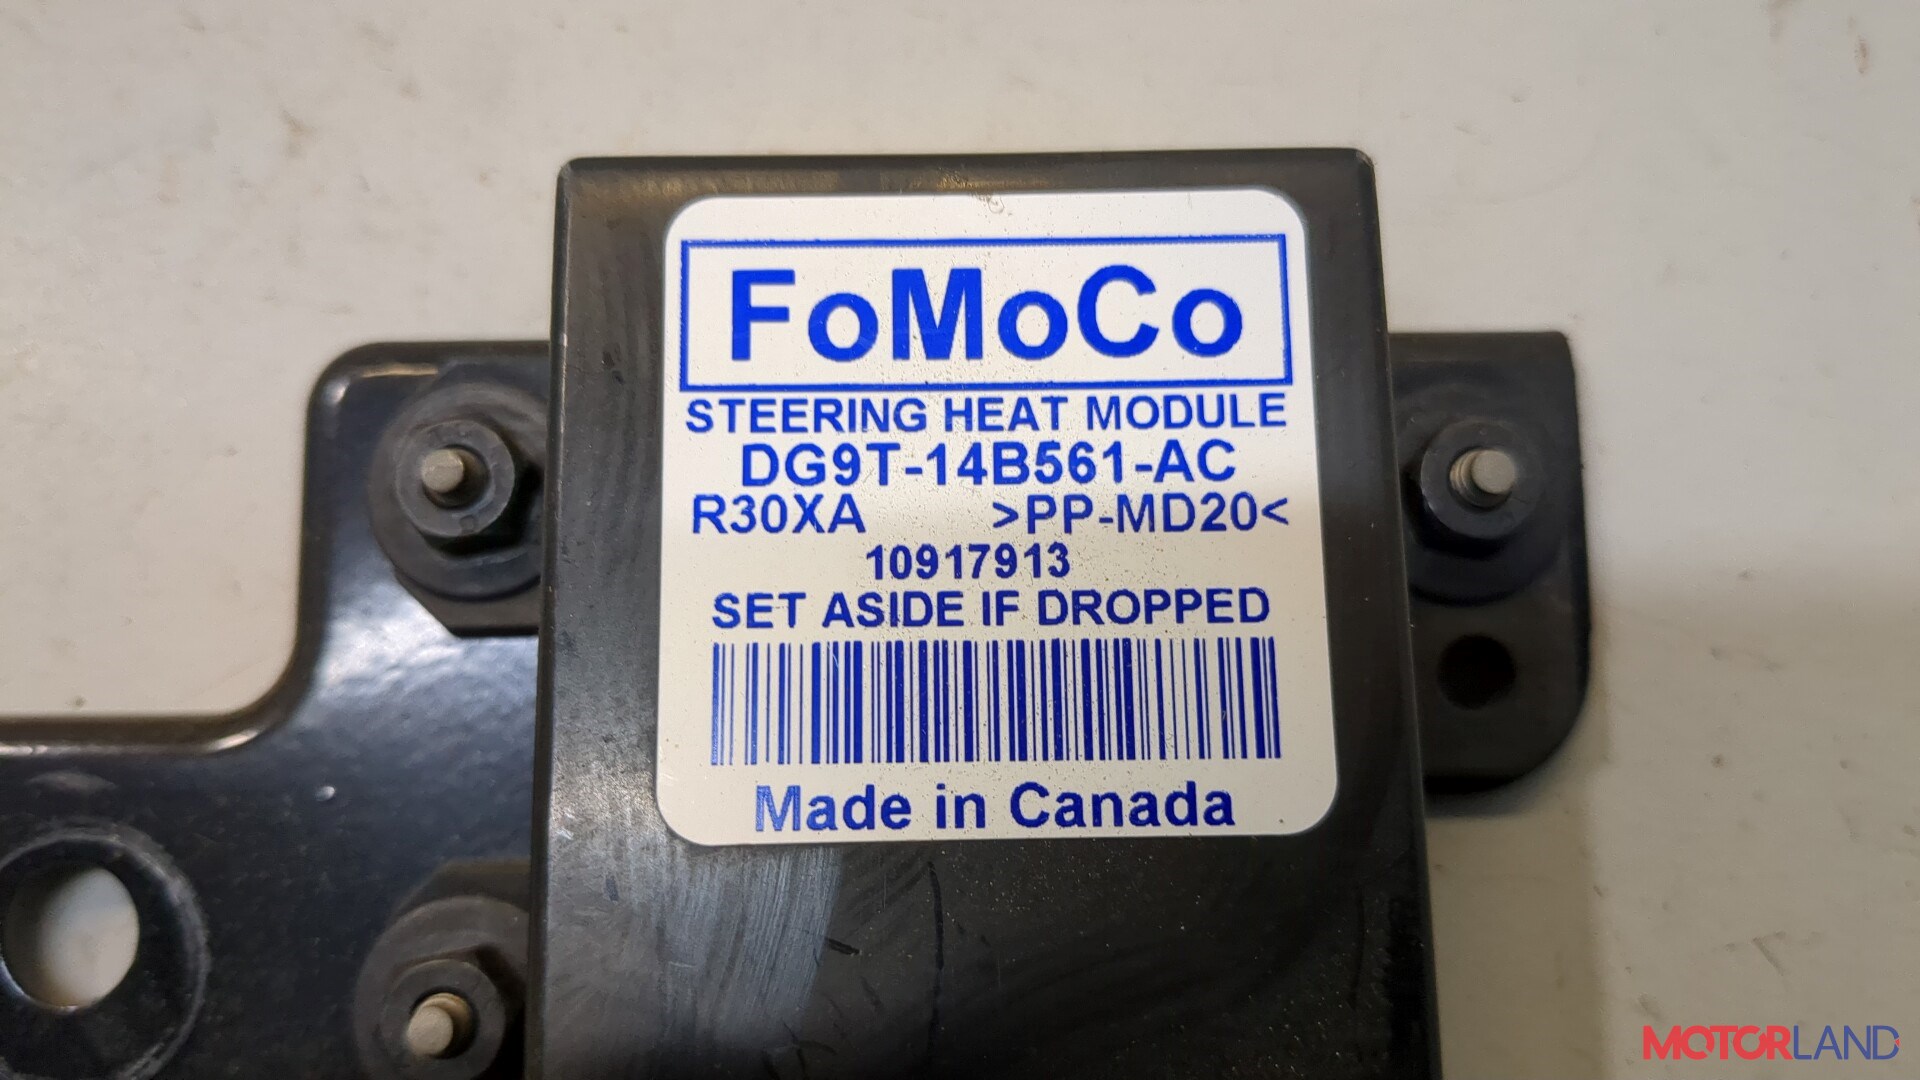 FoMoCo
STEERING HEAT MODULE
DG9T-14B561-AC
R30XA >PP-MD20<
10917913
SET ASIDE IF DROPPED
Made in Canada
MOTORLAND